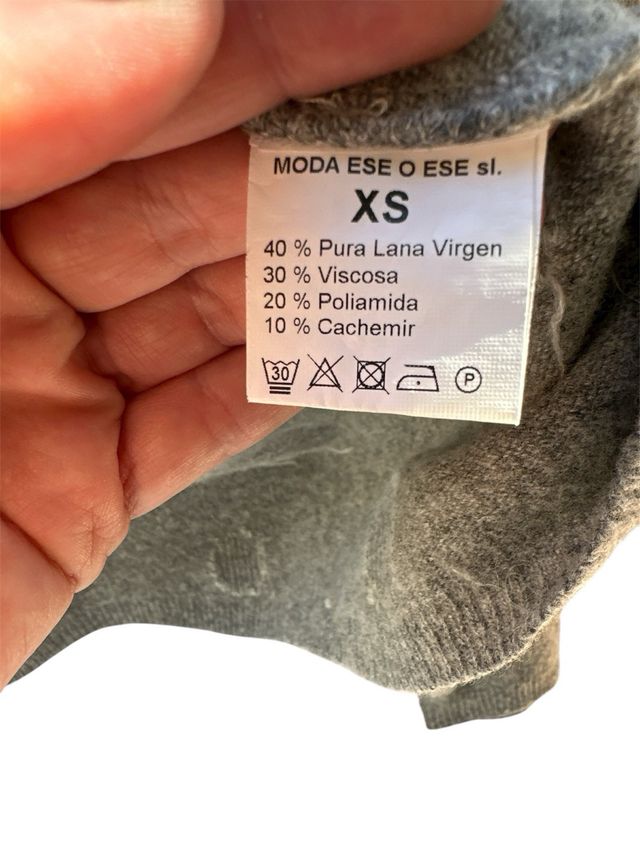 MODA ESE O ESE sl.
XS
40 % Pura Lana Virgen
30 % Viscosa
20 % Poliamida
10 % Cachemir
30 P